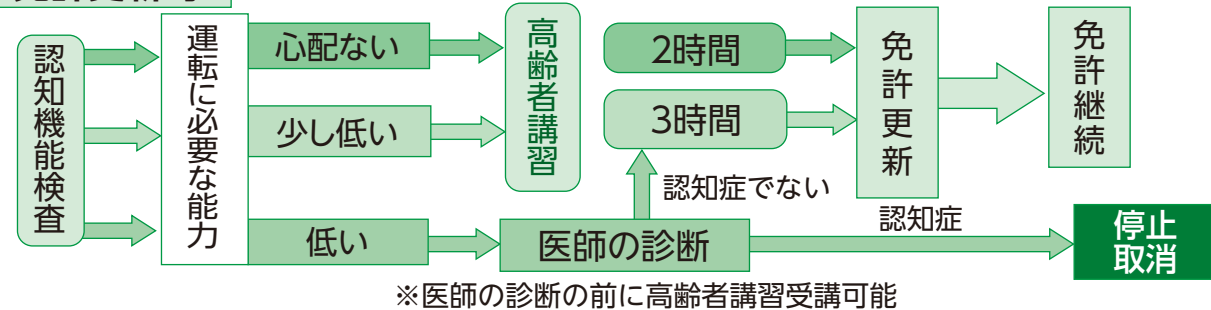 認知機能検査
運転に必要な能力
心配ない
少し低い
低い
高齢者講習
2時間
3時間
免許更新
免許継続
認知症でない
医師の診断
認知症
停止
取消
※医師の診断の前に高齢者講習受講可能